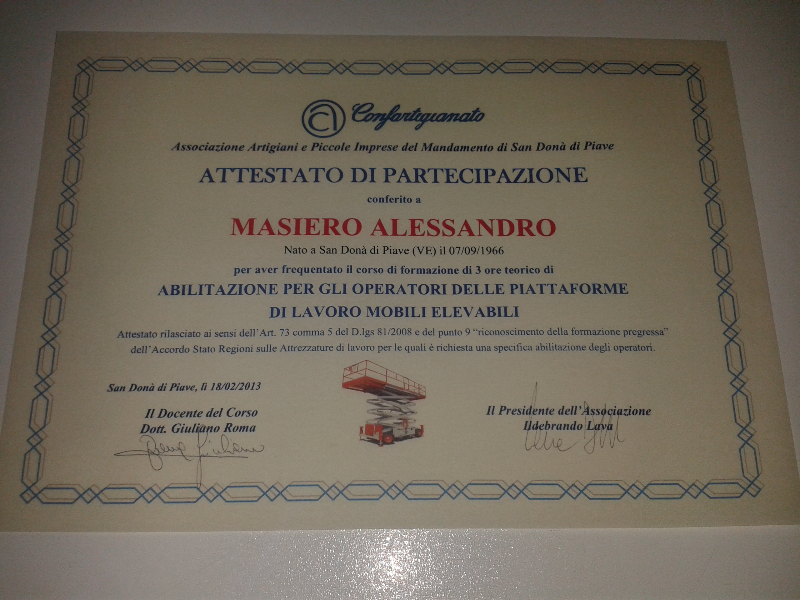 Confartigianato
Associazione Artigiani e Piccole Imprese del Mandamento di San Donà di Piave
ATTESTATO DI PARTECIPAZIONE
conferito a
MASIERO ALESSANDRO
Nato a San Donà di Piave (VE) il 07/09/1966
per aver frequentato il corso di formazione di 3 ore teorico di
ABILITAZIONE PER GLI OPERATORI DELLE PIATTAFORME
DI LAVORO MOBILI ELEVABILI
Attestato rilasciato ai sensi dell'Art. 73 comma 5 del D.lgs 81/2008 e del punto 9 “riconoscimento della formazione pregressa”
dell'Accordo Stato Regioni sulle Attrezzature di lavoro per le quali è richiesta una specifica abilitazione degli operatori.
San Donà di Piave, lì 18/02/2013
Il Docente del Corso
Dott. Giuliano Roma
Il Presidente dell'Associazione
Ildebrando Lava